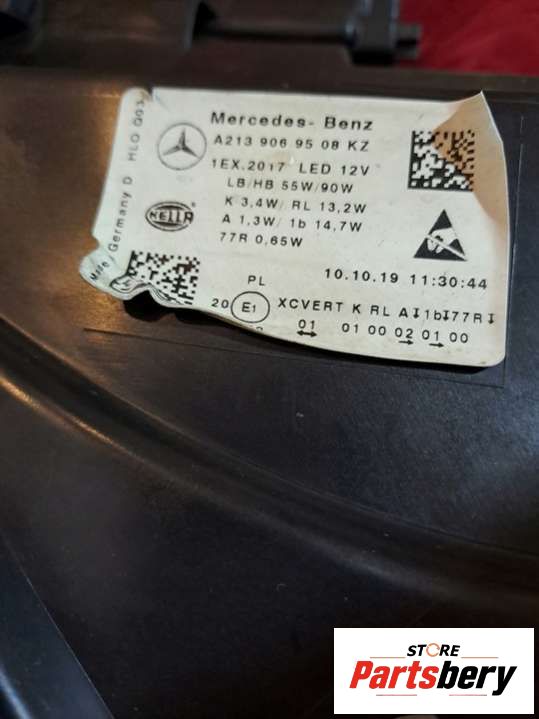 Mercedes- Benz
A213 906 95 08 KZ
1EX.2017 LED 12V
LB/HB 55W/90W
K 3,4W/ RL 13,2W
A 1,3W/ 1b 14,7W
77R 0,65W
HELLA
Made Germany D HLO
PL
10.10.19 11:30:44
20 E1 XCVERT K RL A↧1b↧77R↧
01 01 00 02 01 00
STORE
Partsbery